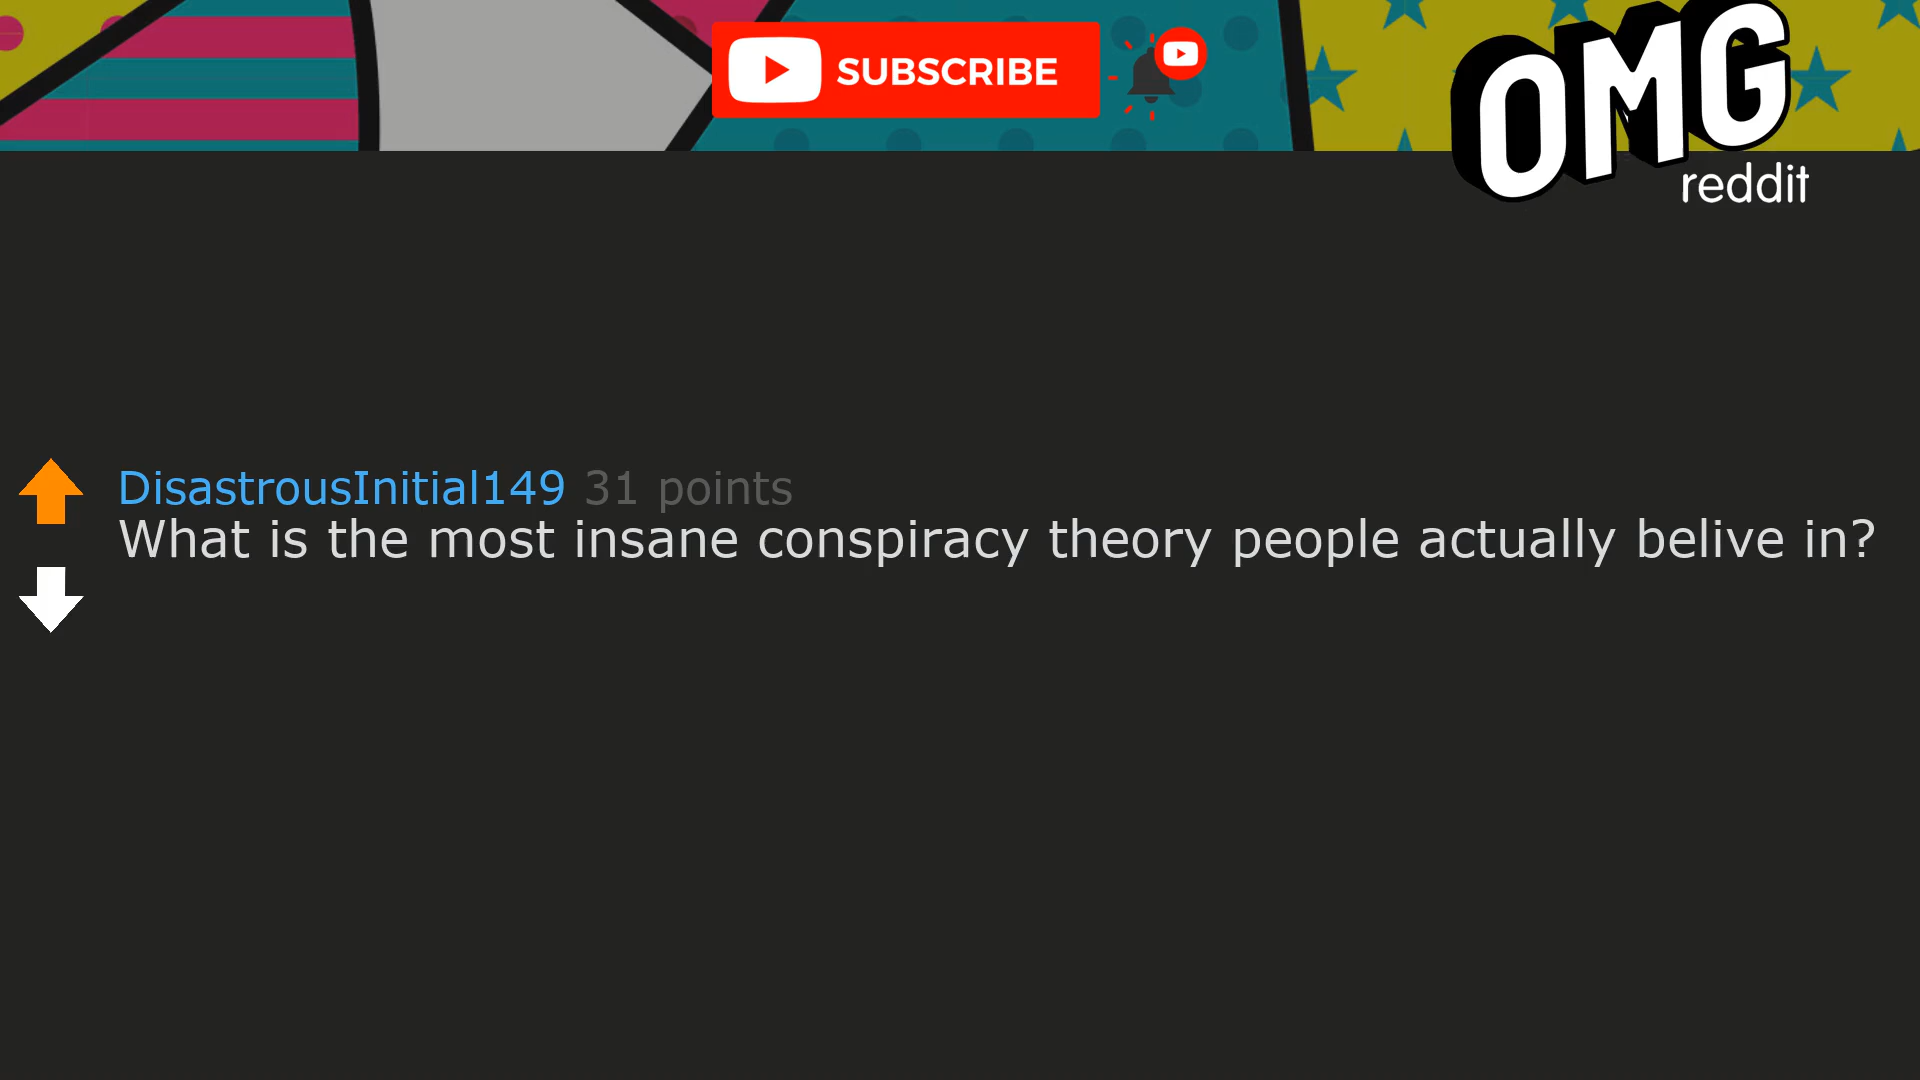 SUBSCRIBE
OMG
reddit
DisastrousInitial149 31 points
What is the most insane conspiracy theory people actually belive in?